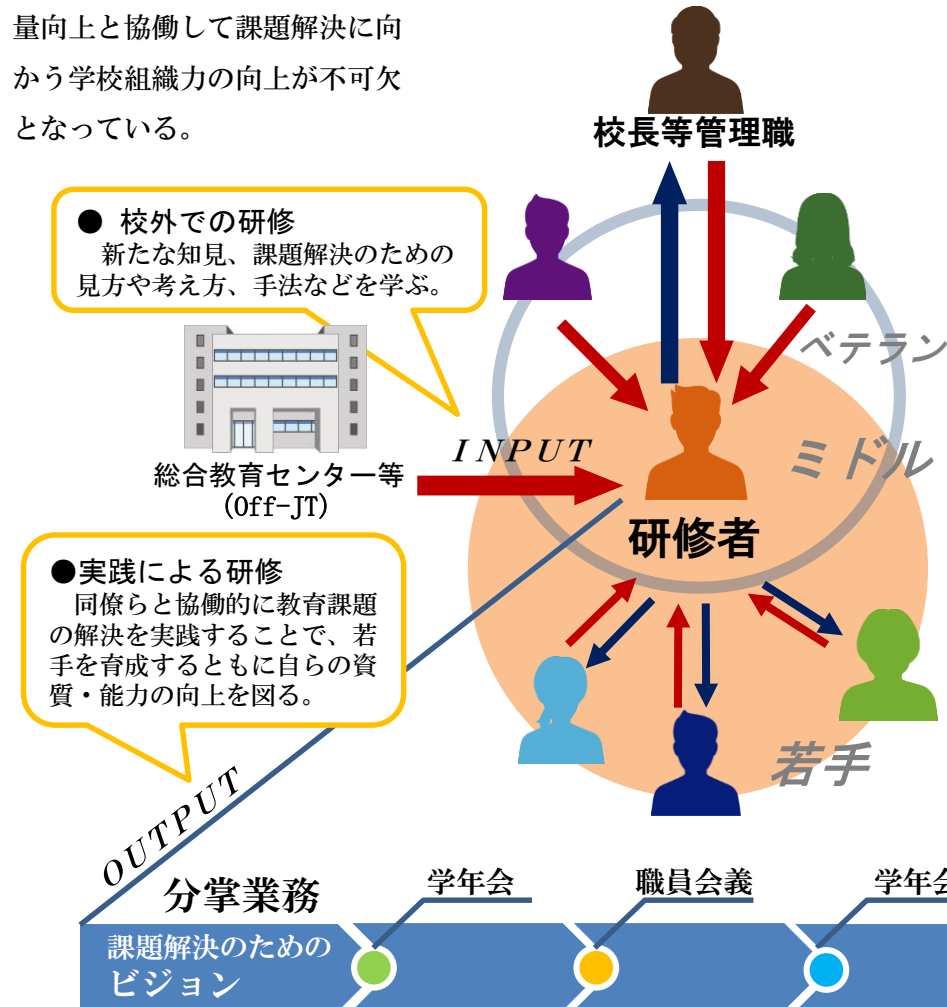 量向上と協働して課題解決に向
かう学校組織力の向上が不可欠
となっている。
校長等管理職
● 校外での研修
新たな知見、課題解決のための
見方や考え方、手法などを学ぶ。
ベテラン
ミドル
INPUT
総合教育センター等
(Off-JT)
研修者
●実践による研修
同僚らと協働的に教育課題
の解決を実践することで、若
手を育成するともに自らの資
質・能力の向上を図る。
若手
OUTPUT
分掌業務
学年会
職員会議
学年会
課題解決のための
ビジョン